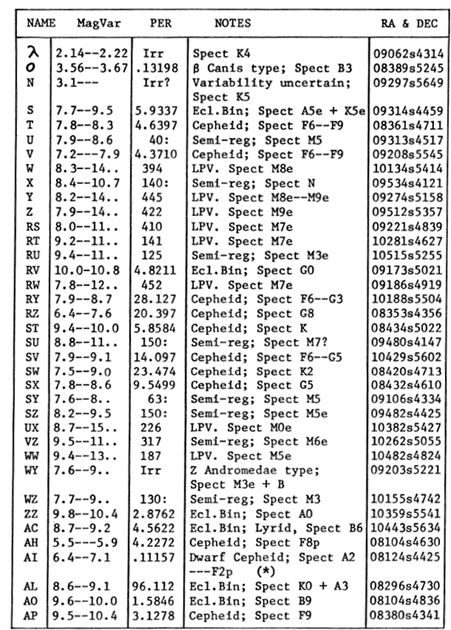 NAME MagVar PER NOTES RA & DEC
λ 2.14--2.22 Irr Spect K4 09062s4314
ο 3.56--3.67 .13198 β Canis type; Spect B3 08389s5245
N 3.1--- Irr? Variability uncertain; 09297s5649
Spect K5
S 7.7--9.5 5.9337 Ecl.Bin; Spect A5e + K5e 09314s4459
T 7.8--8.3 4.6397 Cepheid; Spect F6--F9 08361s4711
U 7.9--8.6 40: Semi-reg; Spect M5 09313s4517
V 7.2---7.9 4.3710 Cepheid; Spect F6--F9 09208s5545
W 8.3--14.. 394 LPV. Spect M8e 10134s5414
X 8.4--10.7 140: Semi-reg; Spect N 09534s4121
Y 8.2--14.. 445 LPV. Spect M8e--M9e 09274s5158
Z 7.9--14.. 422 LPV. Spect M9e 09512s5357
RS 8.0--11.. 410 LPV. Spect M7e 09221s4839
RT 9.2--11.. 141 LPV. Spect M7e 10281s4627
RU 9.4--11.. 125 Semi-reg; Spect M3e 10515s5255
RV 10.0-10.8 4.8211 Ecl.Bin; Spect G0 09173s5021
RW 7.8--12.. 452 LPV. Spect M7e 09186s4919
RY 7.9--8.7 28.127 Cepheid; Spect F6--G3 10188s5504
RZ 6.4--7.6 20.397 Cepheid; Spect G8 08353s4356
ST 9.4--10.0 5.8584 Cepheid; Spect K 08434s5022
SU 8.8--11.. 150: Semi-reg; Spect M7? 09480s4147
SV 7.9--9.1 14.097 Cepheid; Spect F6--G5 10429s5602
SW 7.5--9.0 23.474 Cepheid; Spect K2 08420s4713
SX 7.8--8.6 9.5499 Cepheid; Spect G5 08432s4610
SY 7.6--8.. 63: Semi-reg; Spect M5 09106s4334
SZ 8.2--9.5 150: Semi-reg; Spect M5e 09482s4425
UX 8.7--15.. 226 LPV. Spect M0e 10382s5427
VZ 9.5--11.. 317 Semi-reg; Spect M6e 10262s5055
WW 9.4--13.. 187 LPV. Spect M5e 10482s4824
WY 7.6--9.. Irr Z Andromedae type; 09203s5221
Spect M3e + B
WZ 7.7--9.. 130: Semi-reg; Spect M3 10155s4742
ZZ 9.8--10.4 2.8762 Ecl.Bin; Spect A0 10359s5541
AC 8.7--9.2 4.5622 Ecl.Bin; Lyrid, Spect B6 10443s5634
AH 5.5---5.9 4.2272 Cepheid; Spect F8p 08104s4630
AI 6.4--7.1 .11157 Dwarf Cepheid; Spect A2 08124s4425
---F2p (*)
AL 8.6--9.1 96.112 Ecl.Bin; Spect K0 + A3 08296s4730
AO 9.6--10.0 1.5846 Ecl.Bin; Spect B9 08104s4836
AP 9.5--10.4 3.1278 Cepheid; Spect F9 08380s4341